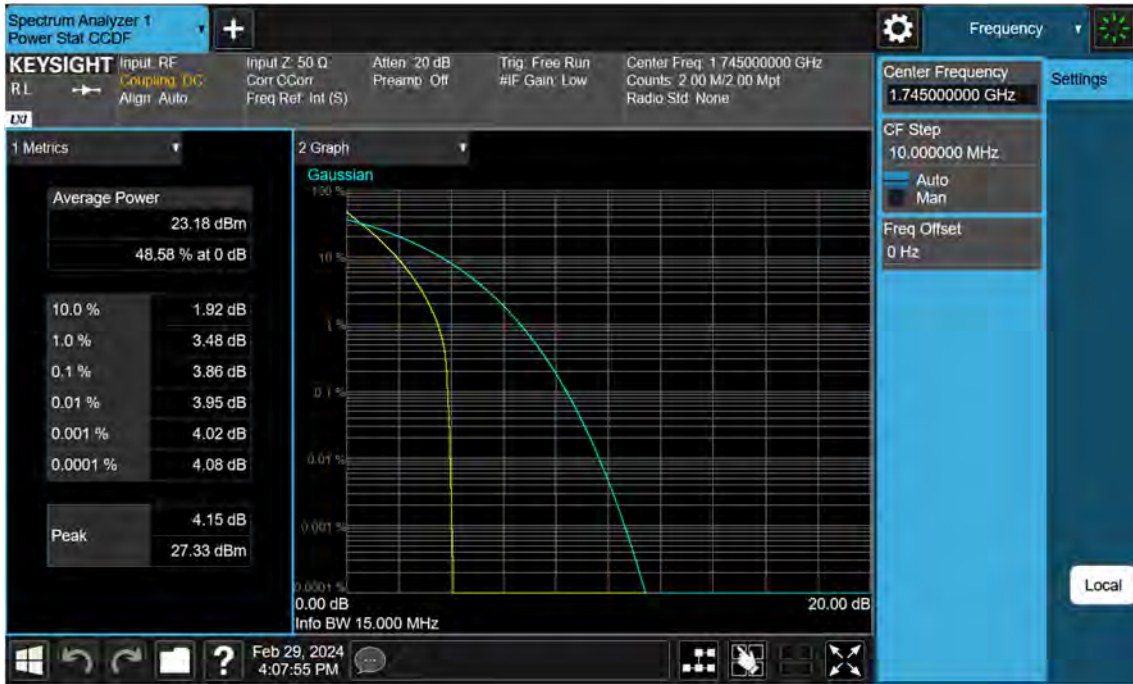 Spectrum Analyzer 1
Power Stat CCDF
Frequency
KEYSIGHT
RL
LXI
Input: RF
Coupling: DC
Align: Auto
Input Z: 50 Ω
Corr CCorr
Freq Ref: Int (S)
Atten: 20 dB
Preamp: Off
Trig: Free Run
#IF Gain: Low
Center Freq: 1.745000000 GHz
Counts: 2.00 M/2.00 Mpt
Radio Std: None
Center Frequency
1.745000000 GHz
Settings
CF Step
10.000000 MHz
Auto
Man
Freq Offset
0 Hz
1 Metrics
Average Power
23.18 dBm
48.58 % at 0 dB
10.0 % 1.92 dB
1.0 % 3.48 dB
0.1 % 3.86 dB
0.01 % 3.95 dB
0.001 % 4.02 dB
0.0001 % 4.08 dB
Peak
4.15 dB
27.33 dBm
2 Graph
Gaussian
100 %
10 %
1 %
0.1 %
0.01 %
0.001 %
0.0001 %
0.00 dB 20.00 dB
Info BW 15.000 MHz
Local
?
Feb 29, 2024
4:07:55 PM